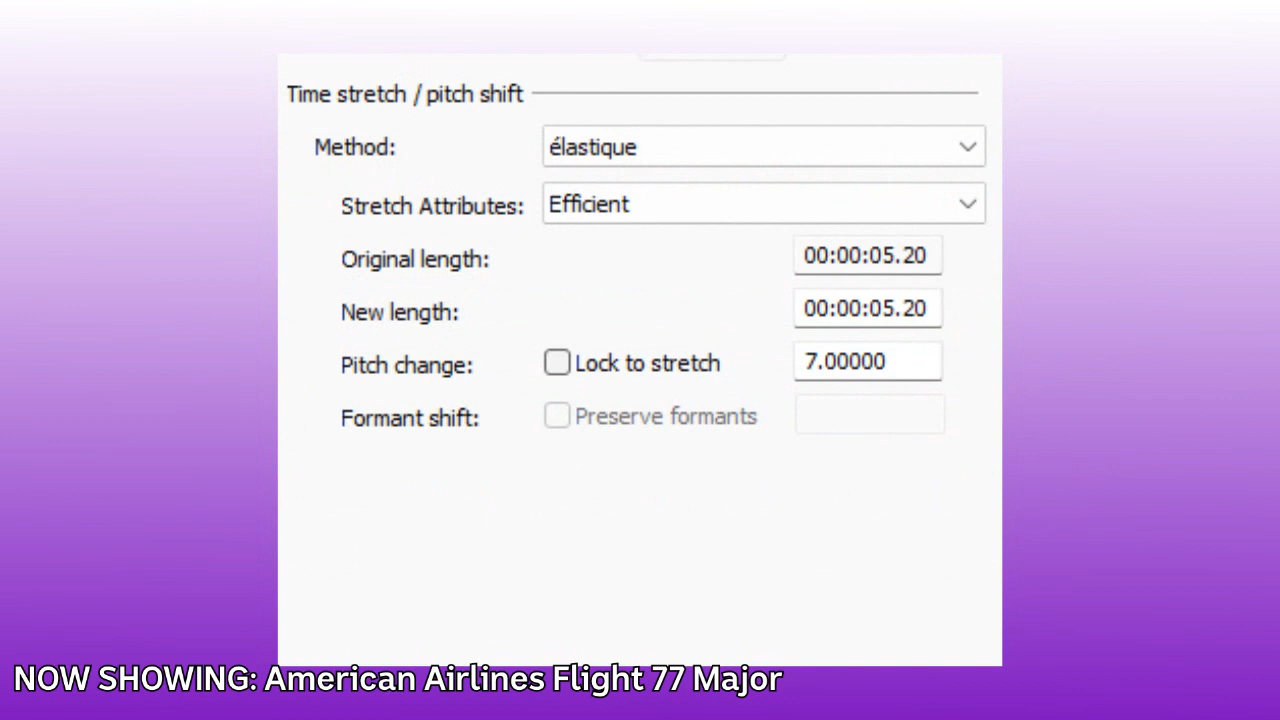 Time stretch / pitch shift
Method: élastique
Stretch Attributes: Efficient
Original length: 00:00:05.20
New length: 00:00:05.20
Pitch change: Lock to stretch 7.00000
Formant shift: Preserve formants
NOW SHOWING: American Airlines Flight 77 Major